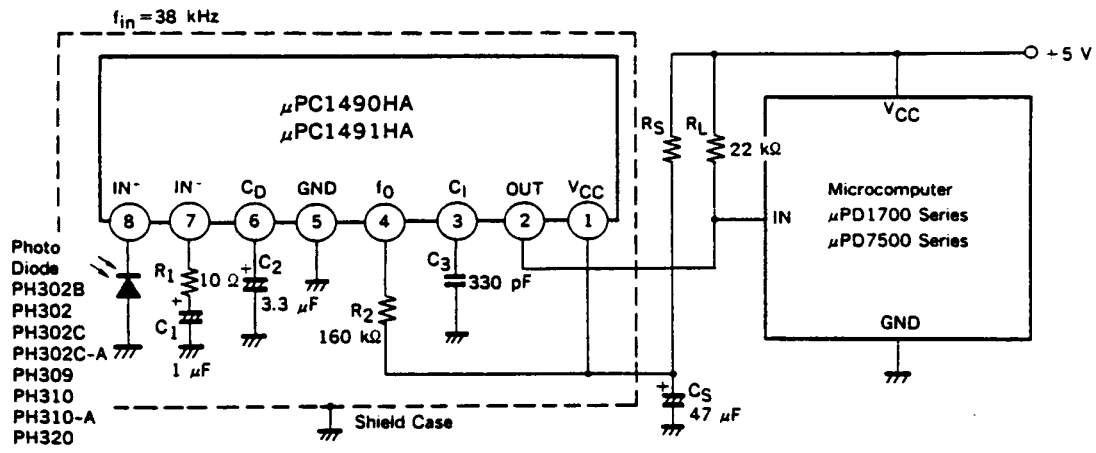 fin = 38 kHz
+5 V
μPC1490HA
μPC1491HA
VCC
RS
RL
22 kΩ
IN-
IN-
CD
GND
fO
CI
OUT
VCC
8
7
6
5
4
3
2
1
Microcomputer
μPD1700 Series
μPD7500 Series
IN
GND
Photo
Diode
PH302B
PH302
PH302C
PH302C-A
PH309
PH310
PH310-A
PH320
R1
10 Ω
+
C1
1 μF
+
C2
3.3 μF
R2
160 kΩ
C3
330 pF
+
CS
47 μF
Shield Case